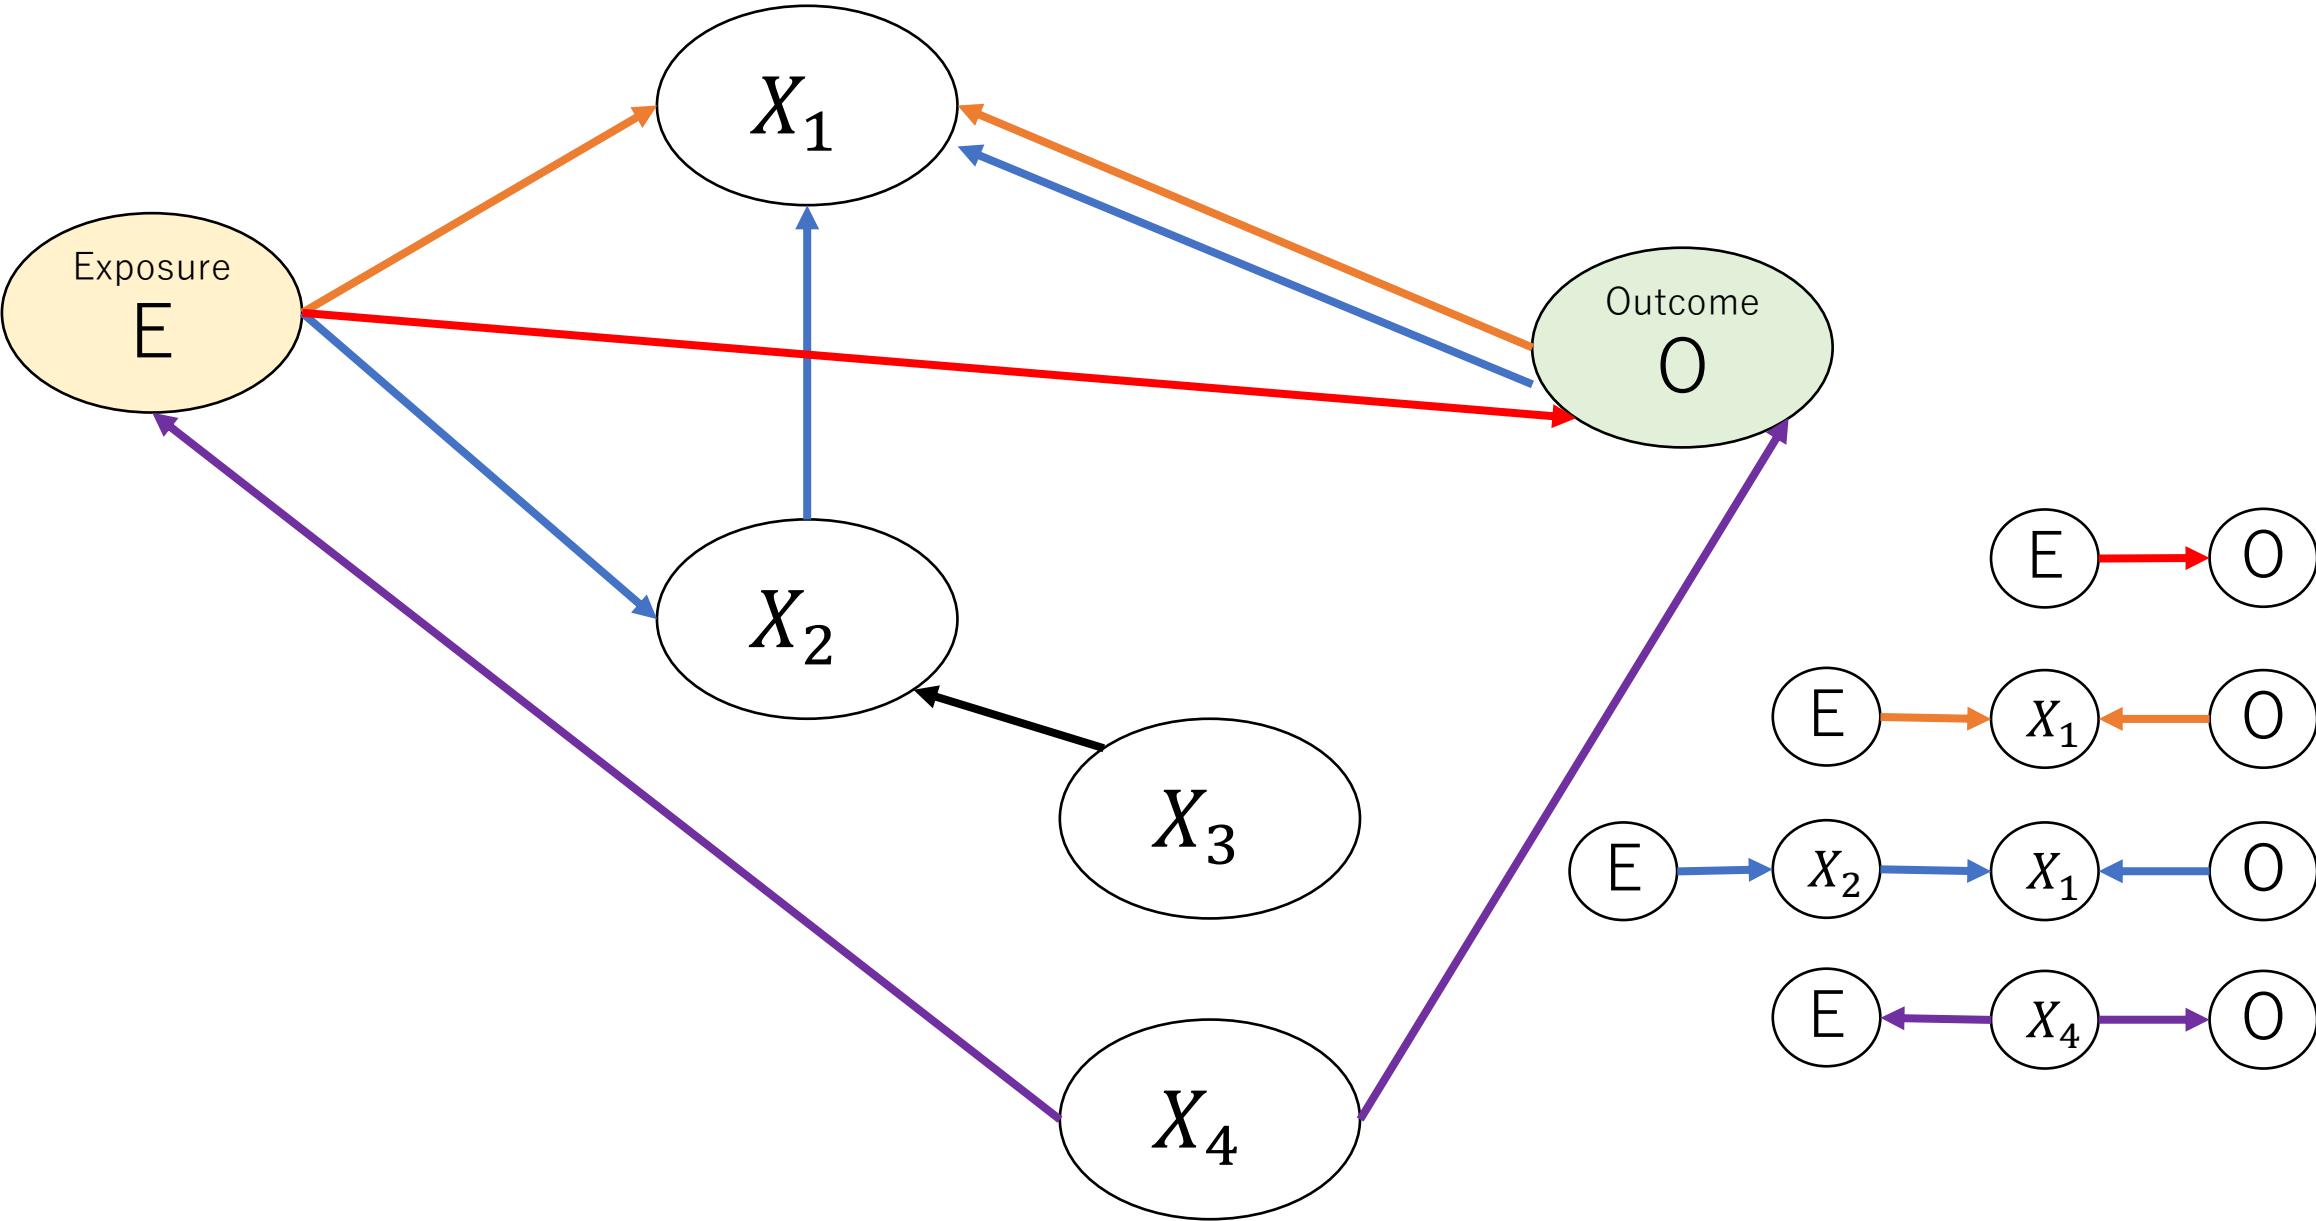 X₁
Exposure
E
Outcome
O
X₂
X₃
X₄
E O
E X₁ O
E X₂ X₁ O
E X₄ O